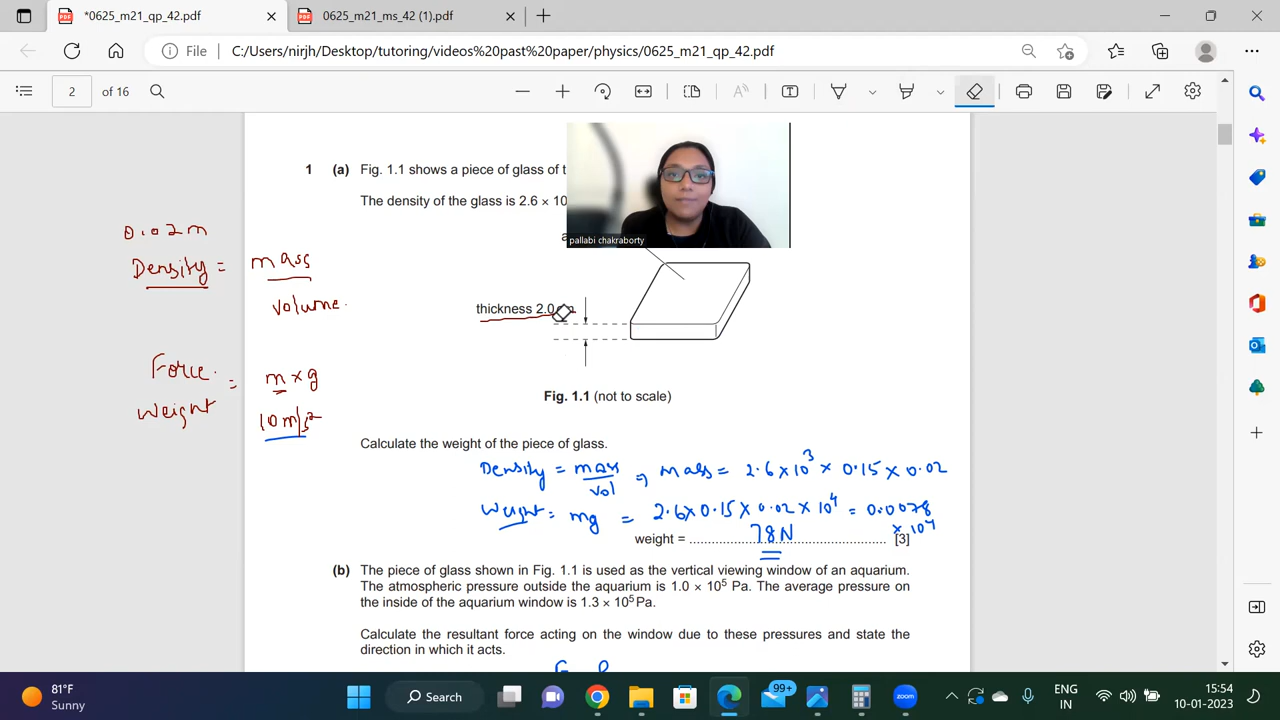 *0625_m21_qp_42.pdf
0625_m21_ms_42 (1).pdf
File
C:/Users/nirjh/Desktop/tutoring/videos%20past%20paper/physics/0625_m21_qp_42.pdf
2 of 16
1 (a) Fig. 1.1 shows a piece of glass of t
The density of the glass is 2.6 × 10
a
pallabi chakraborty
0.02m
Density = mass
volume.
thickness 2.0
Fig. 1.1 (not to scale)
Force.
Weight = m × g
10m/s²
Calculate the weight of the piece of glass.
Density = mass/vol ⇒ mass = 2.6 × 10³ × 0.15 × 0.02
Weight = mg = 2.6 × 0.15 × 0.02 × 10⁴ = 0.0078 × 10⁴
weight = 78N [3]
(b) The piece of glass shown in Fig. 1.1 is used as the vertical viewing window of an aquarium.
The atmospheric pressure outside the aquarium is 1.0 × 10⁵ Pa. The average pressure on
the inside of the aquarium window is 1.3 × 10⁵ Pa.
Calculate the resultant force acting on the window due to these pressures and state the
direction in which it acts.
81°F
Sunny
Search
99+
ENG
IN
15:54
10-01-2023